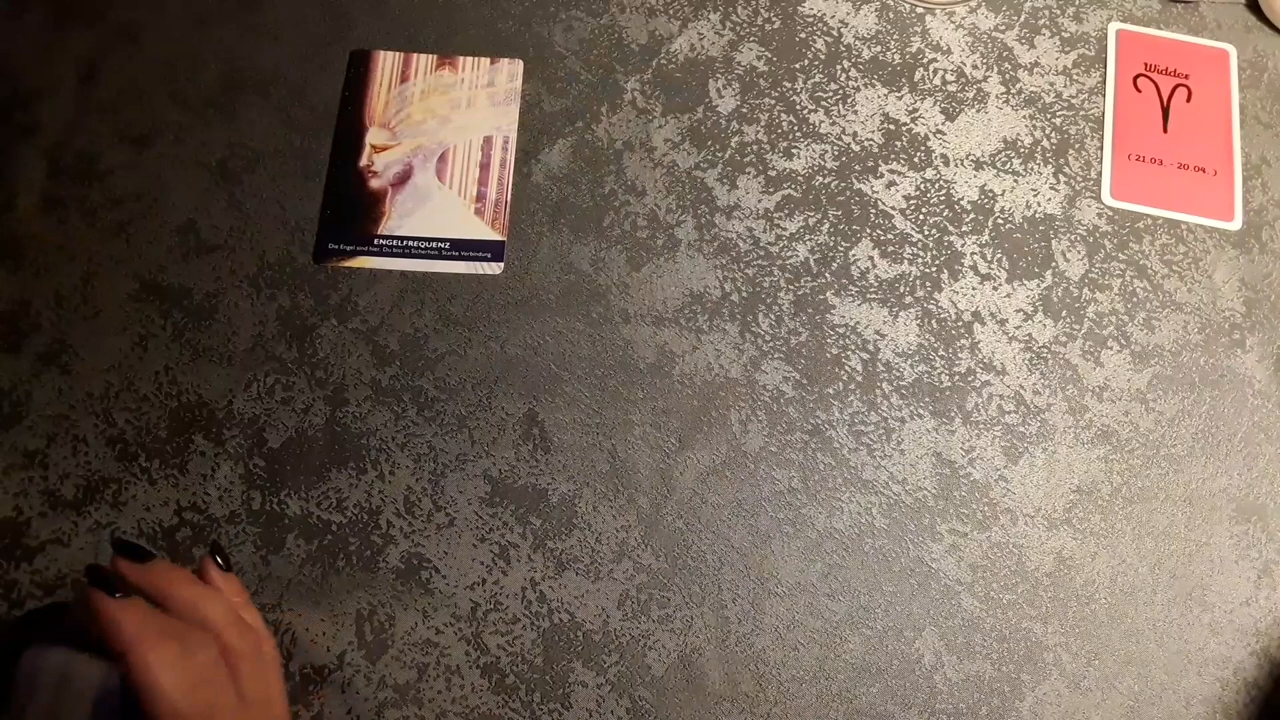 ENGELFREQUENZ
Die Engel sind hier. Du bist in Sicherheit. Starke Verbindung.
Widder
( 21.03. - 20.04. )